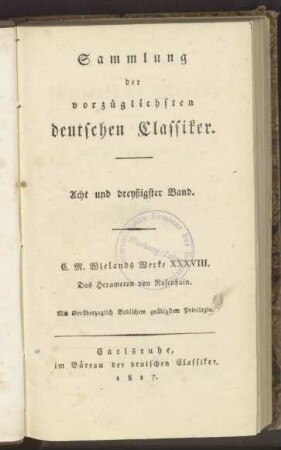 Sammlung
der
vorzüglichsten
deutschen Classiker.
Acht und dreyßigster Band.
C. M. Wielands Werke XXXVIII.
Das Hexameron von Rosenhain.
Mit Großherzoglich Badischem gnädigstem Privilegio.
Carlsruhe,
im Büreau der deutschen Classiker.
1817.